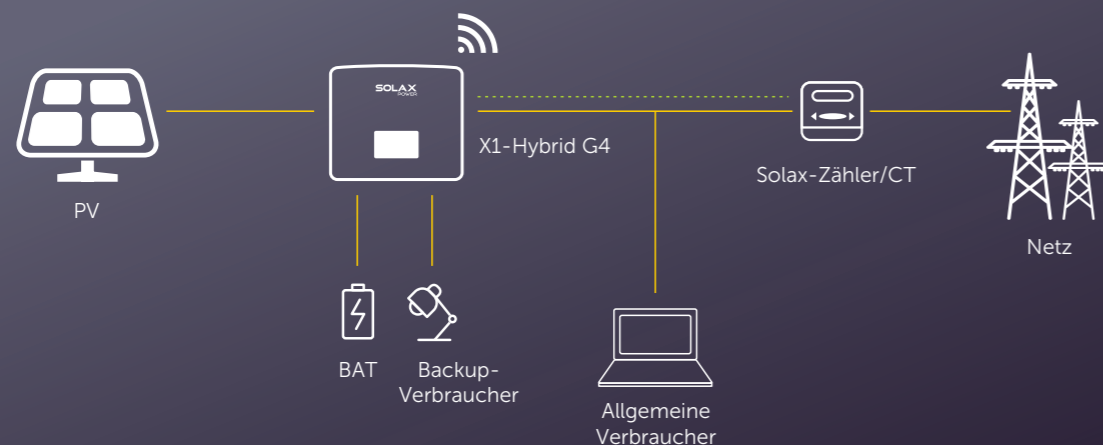 SOLAX
POWER
X1-Hybrid G4
Solax-Zähler/CT
PV
Netz
BAT
Backup-
Verbraucher
Allgemeine
Verbraucher